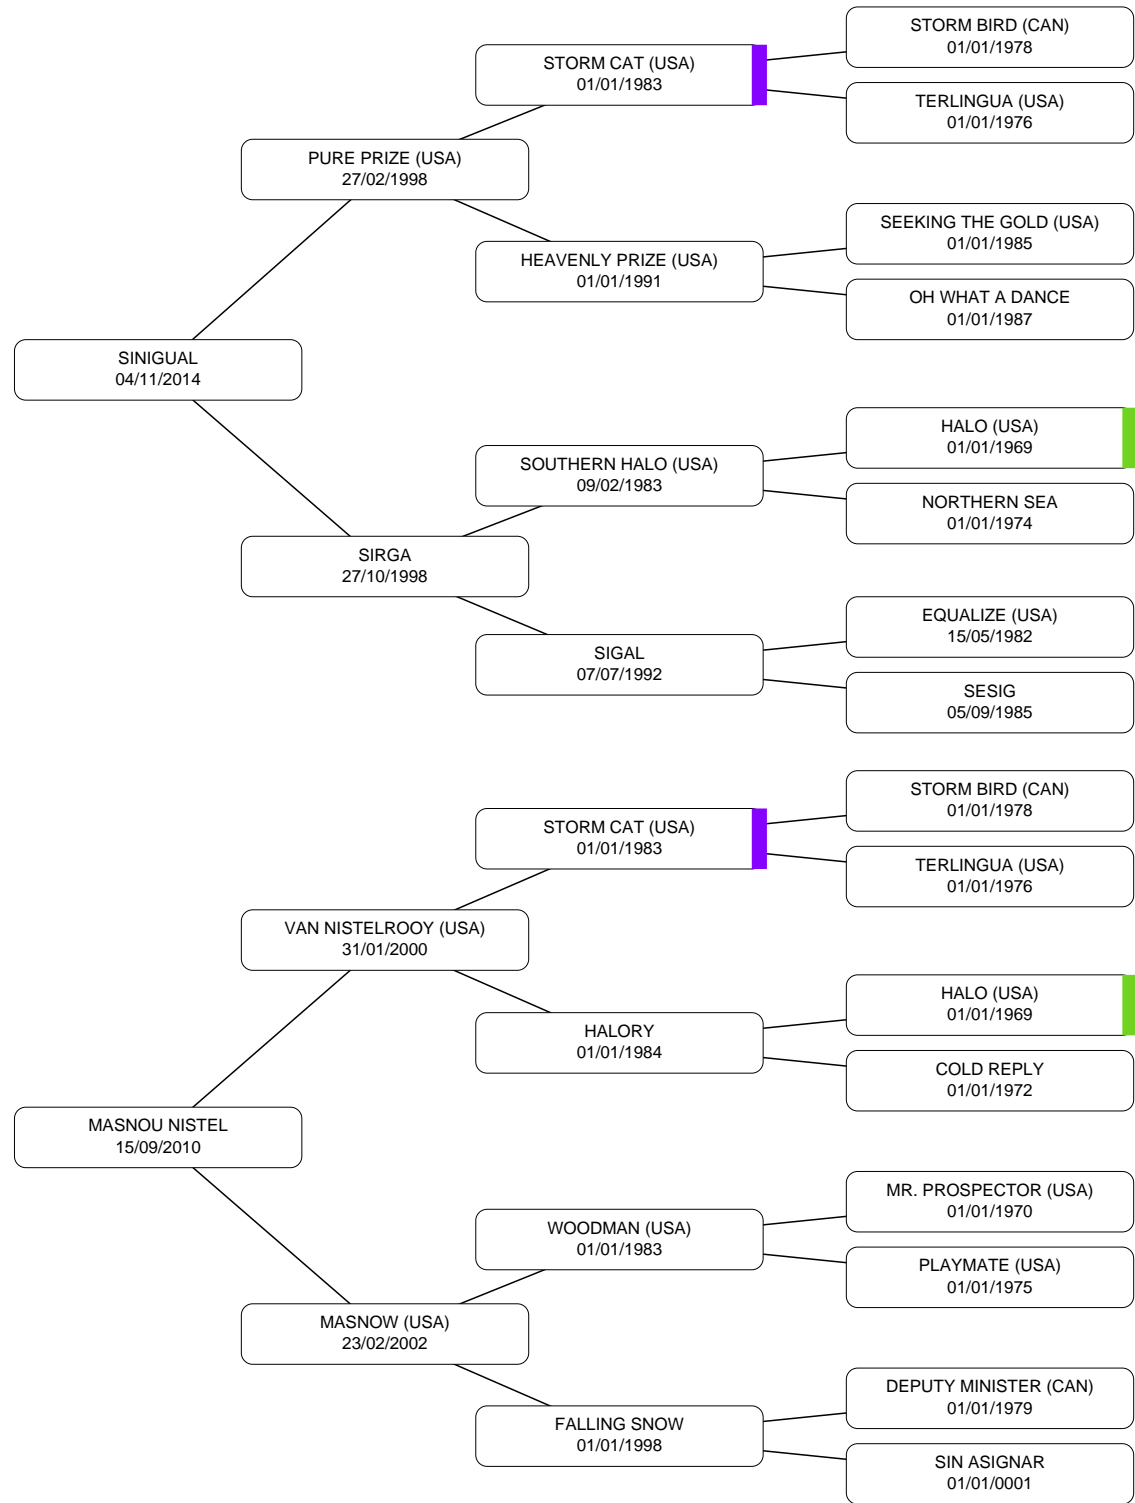 STORM BIRD (CAN)
01/01/1978
STORM CAT (USA)
01/01/1983
TERLINGUA (USA)
01/01/1976
PURE PRIZE (USA)
27/02/1998
SEEKING THE GOLD (USA)
01/01/1985
HEAVENLY PRIZE (USA)
01/01/1991
OH WHAT A DANCE
01/01/1987
SINIGUAL
04/11/2014
HALO (USA)
01/01/1969
SOUTHERN HALO (USA)
09/02/1983
NORTHERN SEA
01/01/1974
SIRGA
27/10/1998
EQUALIZE (USA)
15/05/1982
SIGAL
07/07/1992
SESIG
05/09/1985
STORM BIRD (CAN)
01/01/1978
STORM CAT (USA)
01/01/1983
TERLINGUA (USA)
01/01/1976
VAN NISTELROOY (USA)
31/01/2000
HALO (USA)
01/01/1969
HALORY
01/01/1984
COLD REPLY
01/01/1972
MASNOU NISTEL
15/09/2010
MR. PROSPECTOR (USA)
01/01/1970
WOODMAN (USA)
01/01/1983
PLAYMATE (USA)
01/01/1975
MASNOW (USA)
23/02/2002
DEPUTY MINISTER (CAN)
01/01/1979
FALLING SNOW
01/01/1998
SIN ASIGNAR
01/01/0001